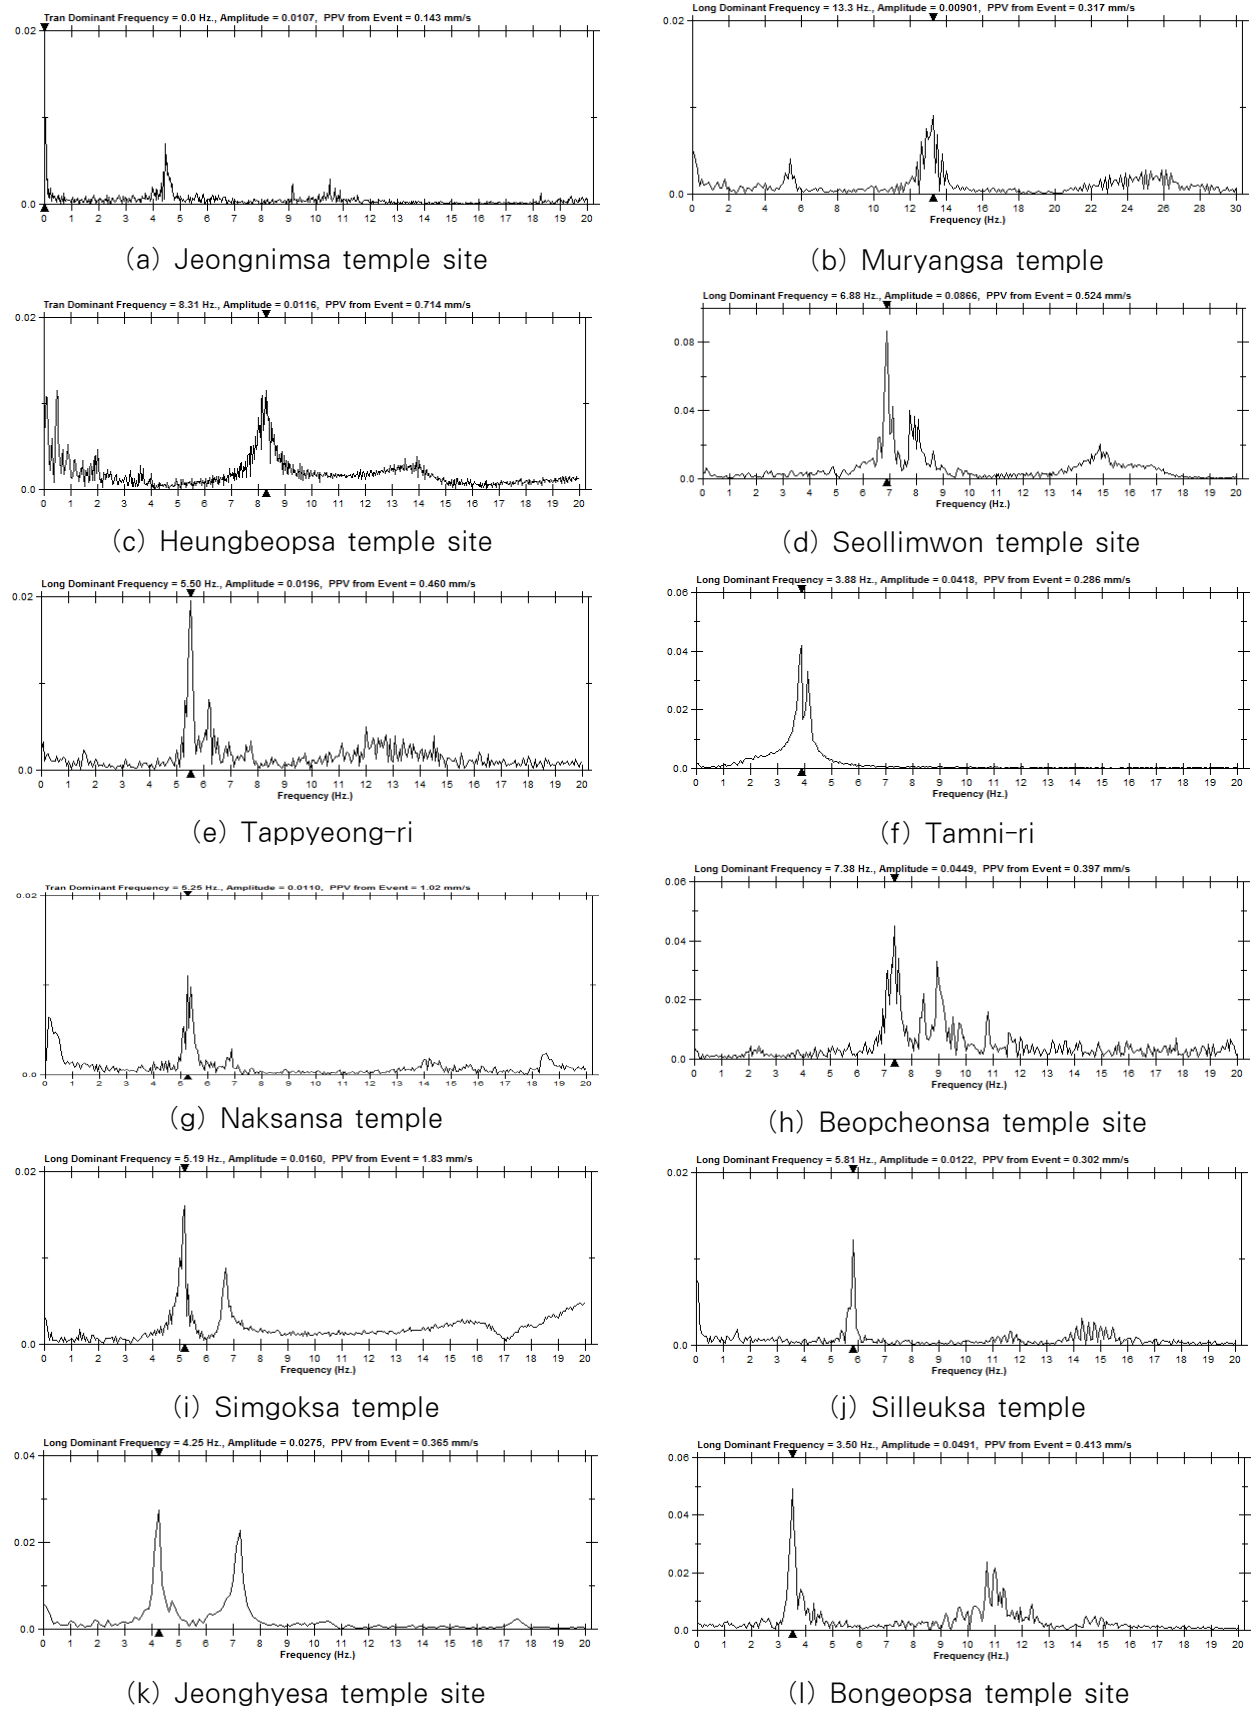 Tran Dominant Frequency = 0.0 Hz., Amplitude = 0.0107, PPV from Event = 0.143 mm/s
0.02
0.0
0 1 2 3 4 5 6 7 8 9 10 11 12 13 14 15 16 17 18 19 20
(a) Jeongnimsa temple site
Long Dominant Frequency = 13.3 Hz., Amplitude = 0.00901, PPV from Event = 0.317 mm/s
0.02
0.0
0 2 4 6 8 10 12 14 16 18 20 22 24 26 28 30
Frequency (Hz.)
(b) Muryangsa temple
Tran Dominant Frequency = 8.31 Hz., Amplitude = 0.0116, PPV from Event = 0.714 mm/s
0.02
0.0
0 1 2 3 4 5 6 7 8 9 10 11 12 13 14 15 16 17 18 19 20
(c) Heungbeopsa temple site
Long Dominant Frequency = 6.88 Hz., Amplitude = 0.0866, PPV from Event = 0.524 mm/s
0.08
0.04
0.0
0 1 2 3 4 5 6 7 8 9 10 11 12 13 14 15 16 17 18 19 20
(d) Seollimwon temple site
Long Dominant Frequency = 5.50 Hz., Amplitude = 0.0196, PPV from Event = 0.460 mm/s
0.02
0.0
0 1 2 3 4 5 6 7 8 9 10 11 12 13 14 15 16 17 18 19 20
Frequency (Hz.)
(e) Tappyeong-ri
Long Dominant Frequency = 3.88 Hz., Amplitude = 0.0418, PPV from Event = 0.286 mm/s
0.06
0.04
0.02
0.0
0 1 2 3 4 5 6 7 8 9 10 11 12 13 14 15 16 17 18 19 20
Frequency (Hz.)
(f) Tamni-ri
Tran Dominant Frequency = 5.25 Hz., Amplitude = 0.0110, PPV from Event = 1.02 mm/s
0.02
0.0
0 1 2 3 4 5 6 7 8 9 10 11 12 13 14 15 16 17 18 19 20
(g) Naksansa temple
Long Dominant Frequency = 7.38 Hz., Amplitude = 0.0449, PPV from Event = 0.397 mm/s
0.06
0.04
0.02
0.0
0 1 2 3 4 5 6 7 8 9 10 11 12 13 14 15 16 17 18 19 20
Frequency (Hz.)
(h) Beopcheonsa temple site
Long Dominant Frequency = 5.19 Hz., Amplitude = 0.0160, PPV from Event = 1.83 mm/s
0.02
0.0
0 1 2 3 4 5 6 7 8 9 10 11 12 13 14 15 16 17 18 19 20
Frequency (Hz.)
(i) Simgoksa temple
Long Dominant Frequency = 5.81 Hz., Amplitude = 0.0122, PPV from Event = 0.302 mm/s
0.02
0.0
0 1 2 3 4 5 6 7 8 9 10 11 12 13 14 15 16 17 18 19 20
Frequency (Hz.)
(j) Silleuksa temple
Long Dominant Frequency = 4.25 Hz., Amplitude = 0.0275, PPV from Event = 0.365 mm/s
0.04
0.02
0.0
0 1 2 3 4 5 6 7 8 9 10 11 12 13 14 15 16 17 18 19 20
Frequency (Hz.)
(k) Jeonghyesa temple site
Long Dominant Frequency = 3.50 Hz., Amplitude = 0.0491, PPV from Event = 0.413 mm/s
0.06
0.04
0.02
0.0
0 1 2 3 4 5 6 7 8 9 10 11 12 13 14 15 16 17 18 19 20
Frequency (Hz.)
(l) Bongeopsa temple site